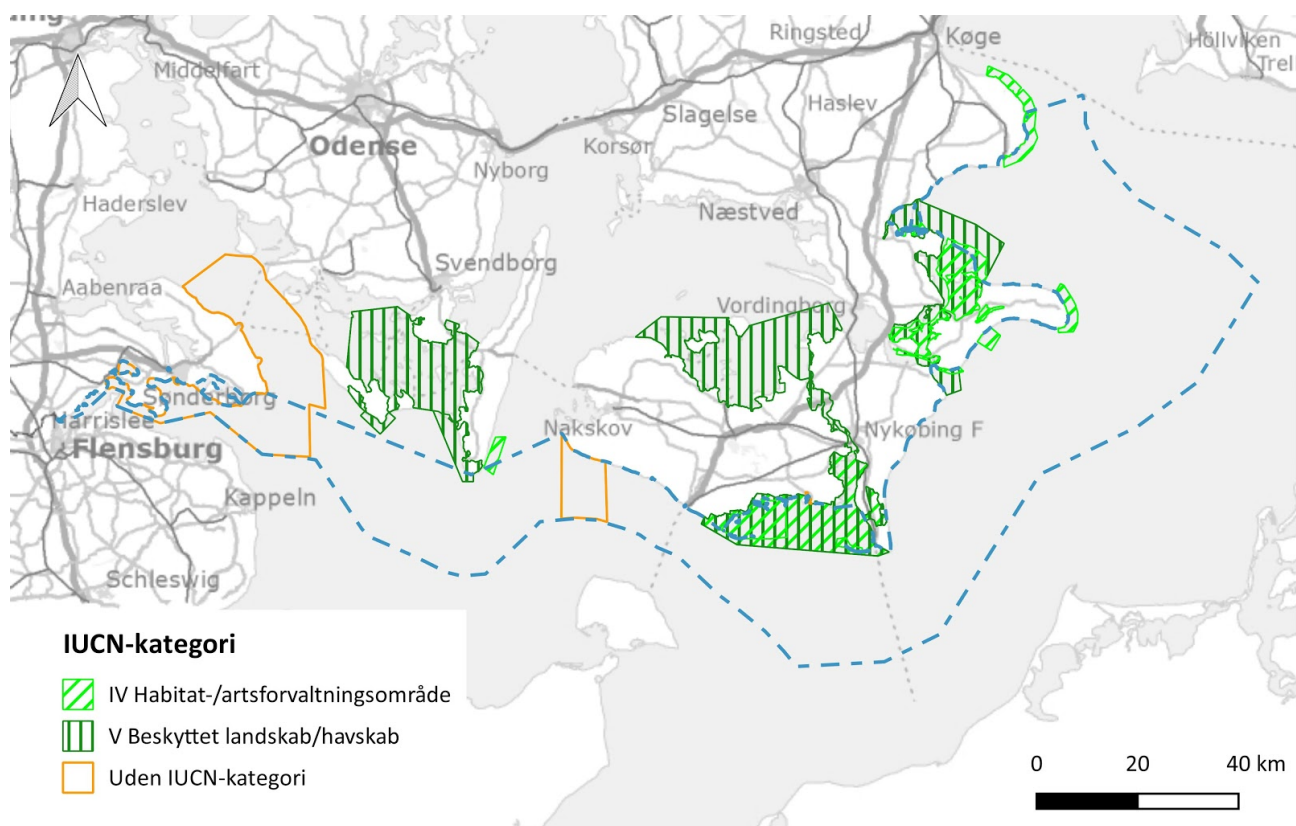 Ringsted
Køge
Höllviken
Middelfart
Slagelse
Haslev
Odense
Korsør
Nyborg
Haderslev
Næstved
Svendborg
Aabenraa
Vordingborg
Sønderborg
Harrislee
Nakskov
Nykøbing F
Flensburg
Kappeln
Schleswig
IUCN-kategori
IV Habitat-/artsforvaltningsområde
V Beskyttet landskab/havskab
Uden IUCN-kategori
0 20 40 km